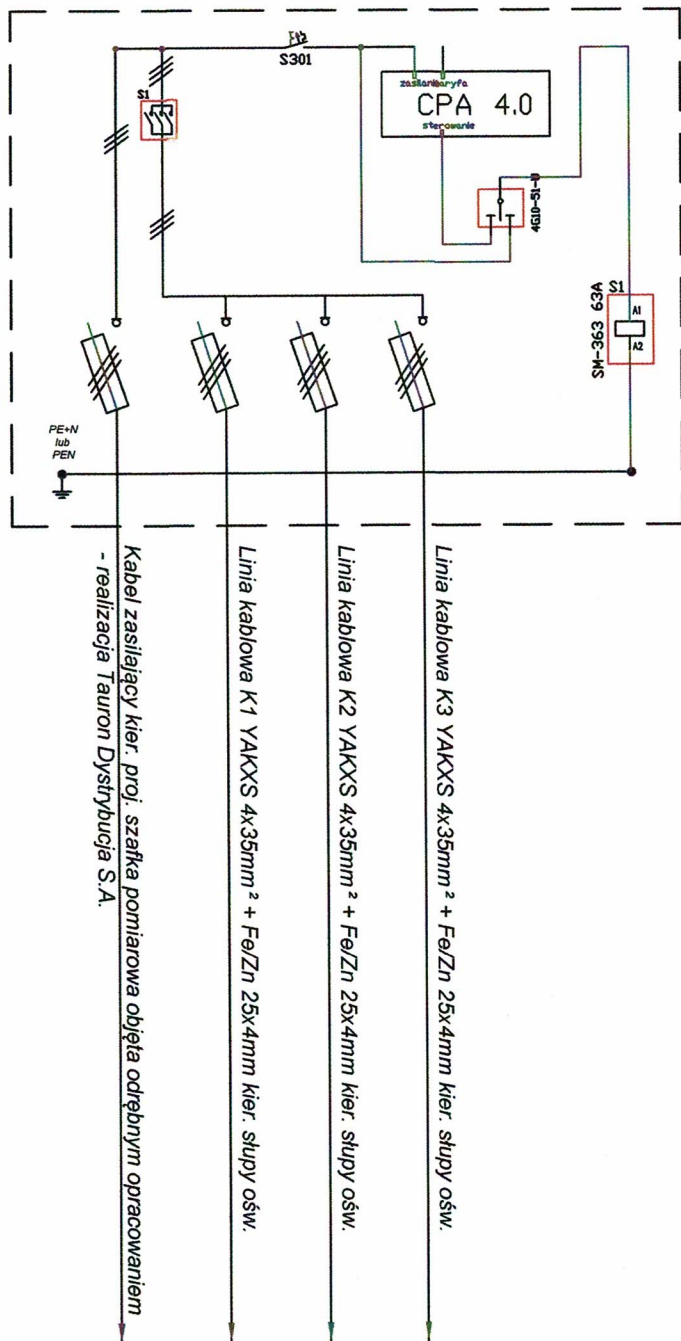 S301
zasilanie
taryfa
CPA 4.0
sterowanie
S1
4G10-51-U
S1
A1
A2
SM-363 63A
PE+N
lub
PEN
Linia kablowa K3 YAKXS 4x35mm² + Fe/Zn 25x4mm kier. słupy ośw.
Linia kablowa K2 YAKXS 4x35mm² + Fe/Zn 25x4mm kier. słupy ośw.
Linia kablowa K1 YAKXS 4x35mm² + Fe/Zn 25x4mm kier. słupy ośw.
Kabel zasilający kier. proj. szafka pomiarowa objęta odrębnym opracowaniem
- realizacja Tauron Dystrybucja S.A.